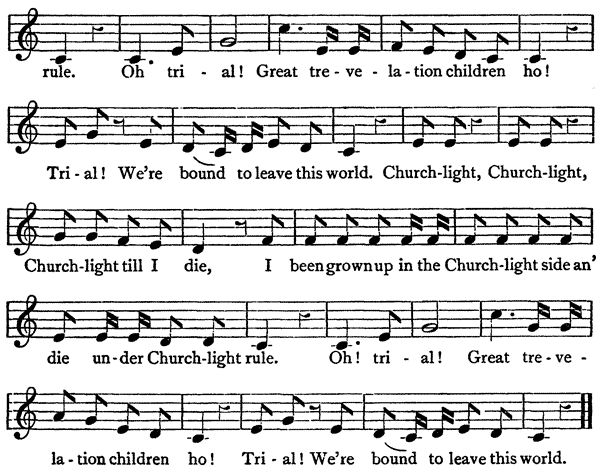 rule. Oh tri - al! Great tre - ve - la - tion children ho!
Tri - al! We're bound to leave this world. Church-light, Church-light,
Church-light till I die, I been grown up in the Church-light side an'
die un - der Church-light rule. Oh! tri - al! Great tre - ve -
la - tion children ho! Tri - al! We're bound to leave this world.